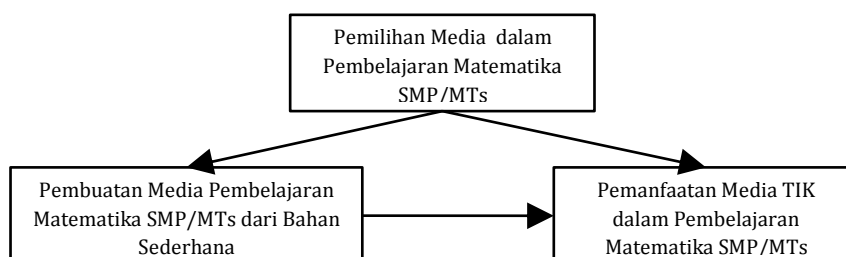 Pemilihan Media dalam
Pembelajaran Matematika
SMP/MTs
Pembuatan Media Pembelajaran
Matematika SMP/MTs dari Bahan
Sederhana
Pemanfaatan Media TIK
dalam Pembelajaran
Matematika SMP/MTs